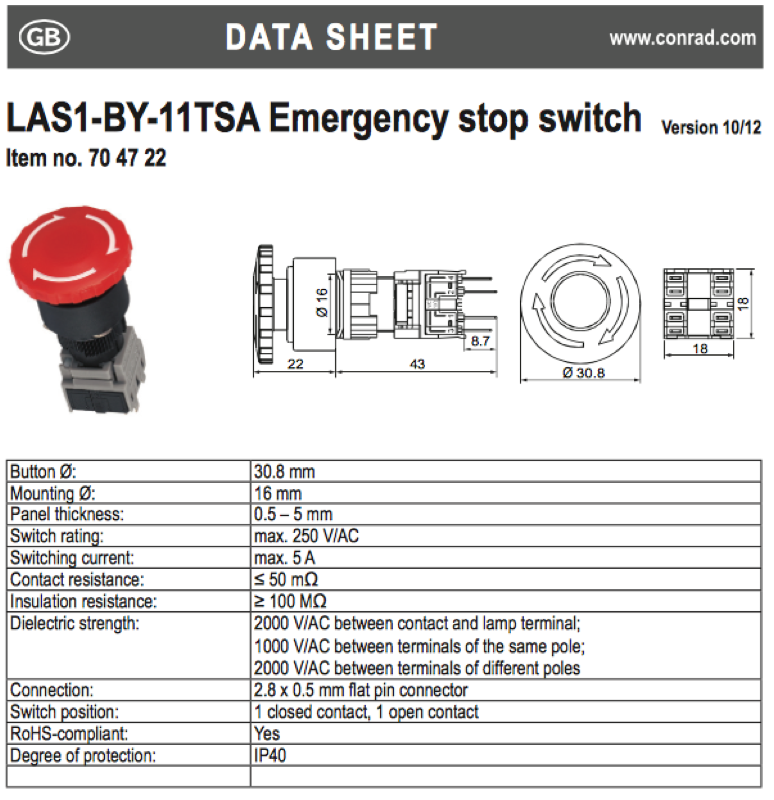 GB DATA SHEET www.conrad.com
LAS1-BY-11TSA Emergency stop switch Version 10/12
Item no. 70 47 22
Ø 16
8.7
22
43
Ø 30.8
18
18
Button Ø: 30.8 mm
Mounting Ø: 16 mm
Panel thickness: 0.5 – 5 mm
Switch rating: max. 250 V/AC
Switching current: max. 5 A
Contact resistance: ≤ 50 mΩ
Insulation resistance: ≥ 100 MΩ
Dielectric strength: 2000 V/AC between contact and lamp terminal;
1000 V/AC between terminals of the same pole;
2000 V/AC between terminals of different poles
Connection: 2.8 x 0.5 mm flat pin connector
Switch position: 1 closed contact, 1 open contact
RoHS-compliant: Yes
Degree of protection: IP40